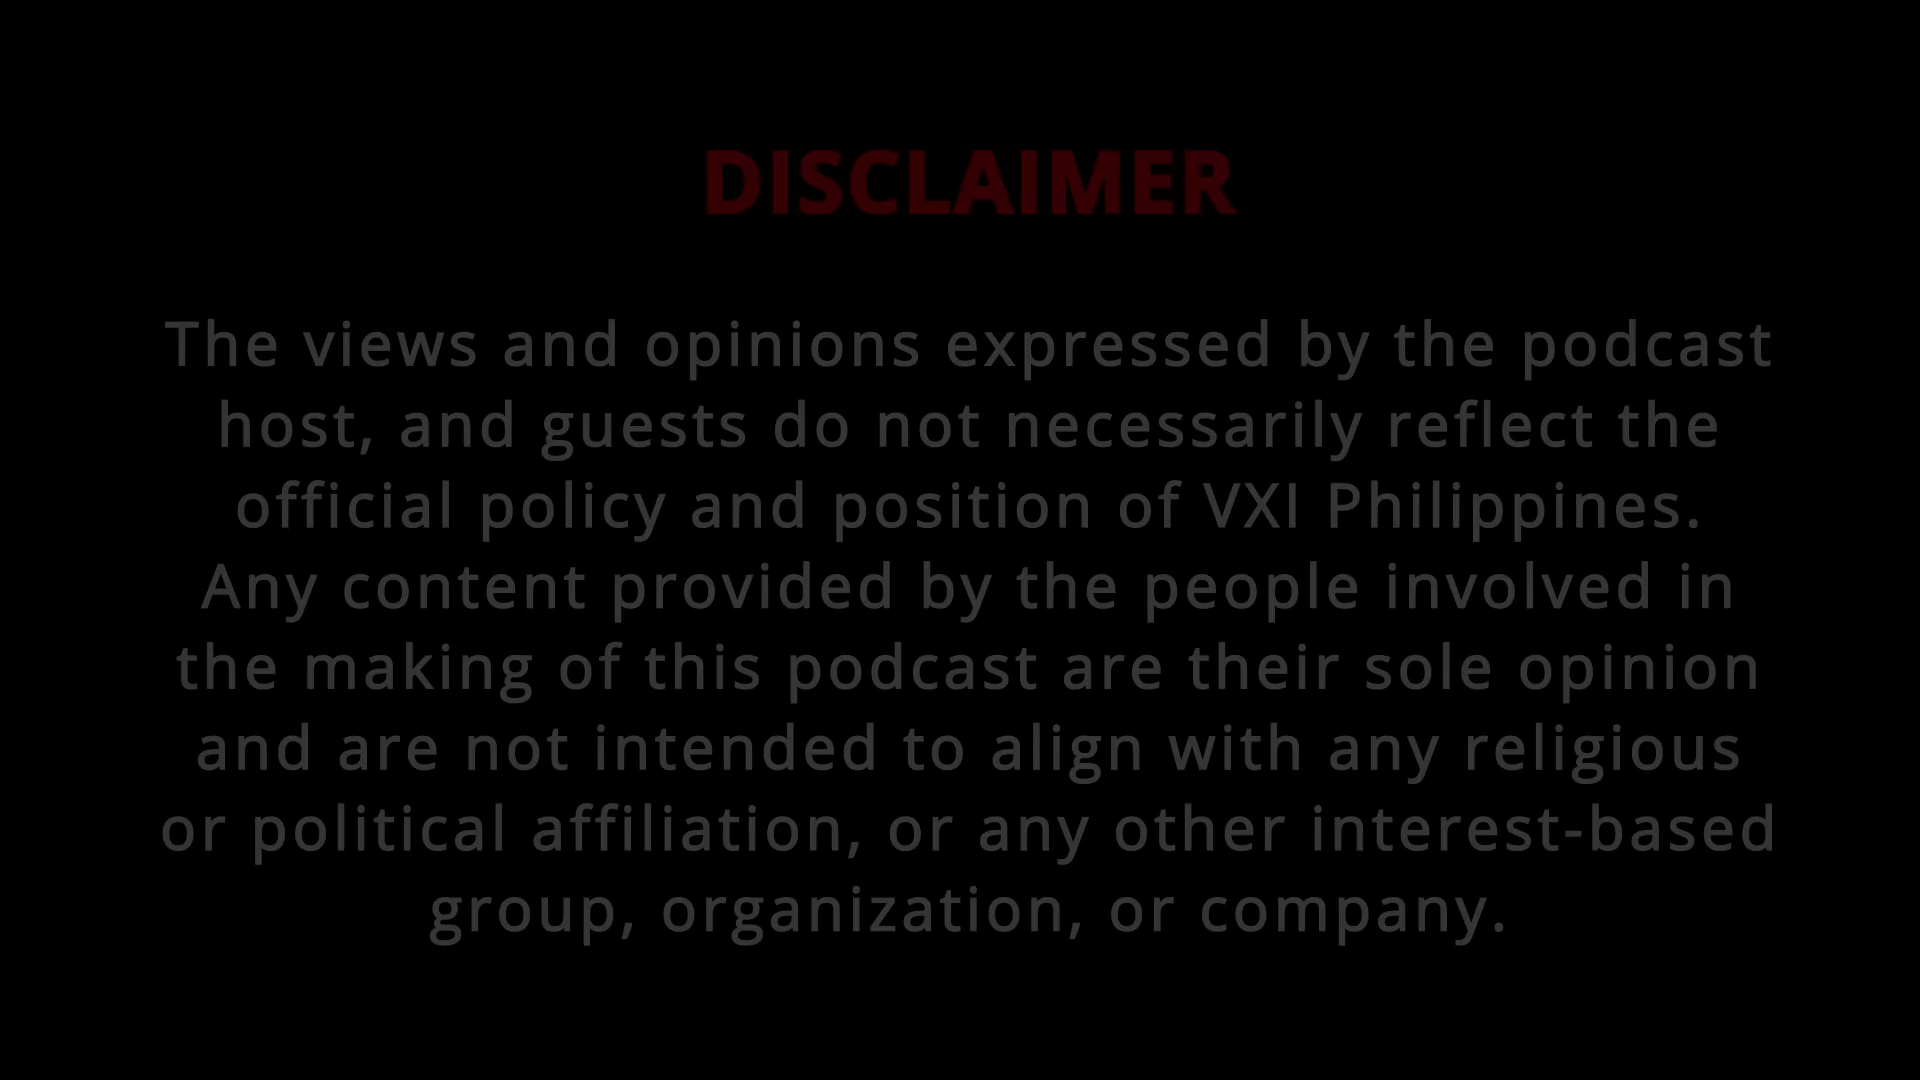 DISCLAIMER
The views and opinions expressed by the podcast
host, and guests do not necessarily reflect the
official policy and position of VXI Philippines.
Any content provided by the people involved in
the making of this podcast are their sole opinion
and are not intended to align with any religious
or political affiliation, or any other interest-based
group, organization, or company.